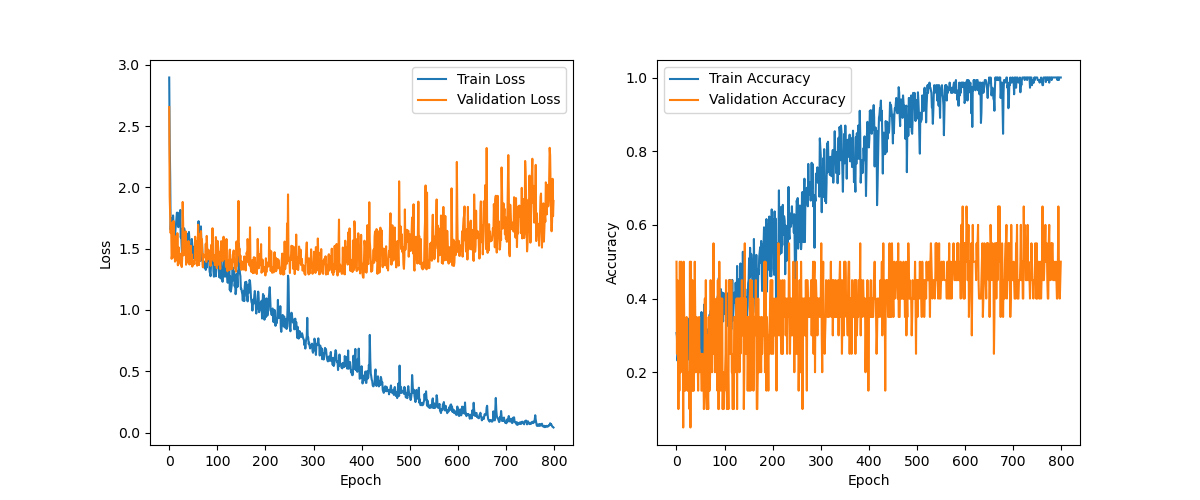 3.0
2.5
2.0
1.5
1.0
0.5
0.0
Loss
Train Loss
Validation Loss
0 100 200 300 400 500 600 700 800
Epoch
1.0
0.8
0.6
0.4
0.2
Accuracy
Train Accuracy
Validation Accuracy
0 100 200 300 400 500 600 700 800
Epoch